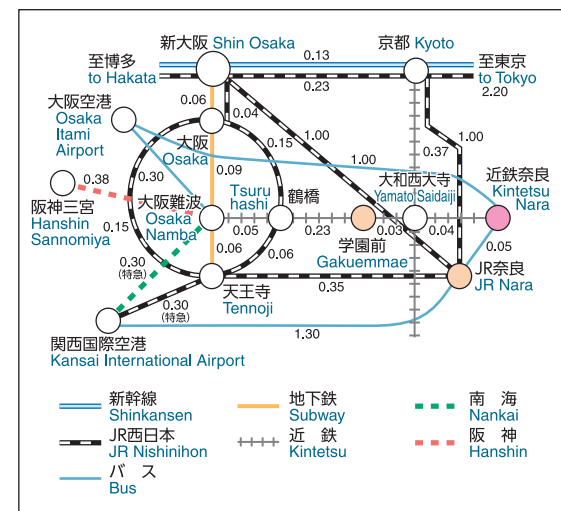 新大阪 Shin Osaka
0.13
京都 Kyoto
至博多
to Hakata
0.23
至東京
to Tokyo
2.20
大阪空港
Osaka
Itami
Airport
0.06
0.04
大阪
Osaka
0.15
1.00
1.00
0.37
1.00
0.30
0.09
0.38
阪神三宮
Hanshin
Sannomiya
大阪難波
Osaka
Namba
Tsuru
hashi
鶴橋
大和西大寺
Yamato Saidaiji
近鉄奈良
Kintetsu
Nara
0.15
0.05
0.23
学園前
Gakuemmae
0.03
0.04
0.05
0.06
0.06
0.30
(特急)
天王寺
Tennoji
0.35
JR奈良
JR Nara
0.30
(特急)
1.30
関西国際空港
Kansai International Airport
新幹線
Shinkansen
地下鉄
Subway
南 海
Nankai
JR西日本
JR Nishinihon
近 鉄
Kintetsu
阪 神
Hanshin
バ ス
Bus